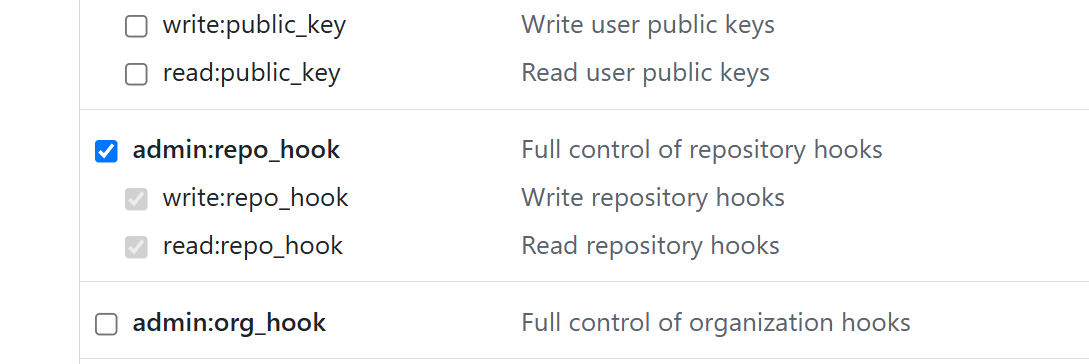 write:public_key Write user public keys
read:public_key Read user public keys
admin:repo_hook Full control of repository hooks
write:repo_hook Write repository hooks
read:repo_hook Read repository hooks
admin:org_hook Full control of organization hooks